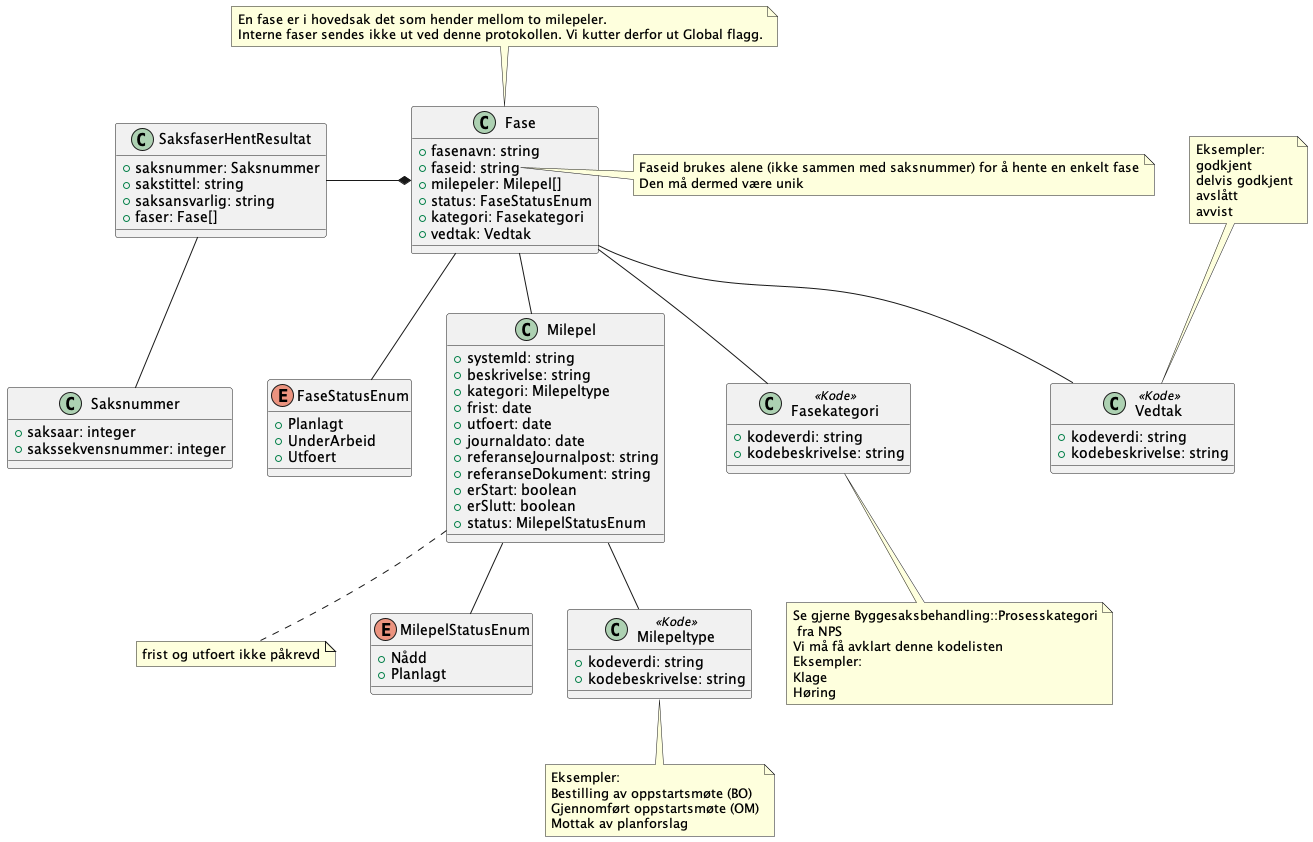 En fase er i hovedsak det som hender mellom to milepeler.
Interne faser sendes ikke ut ved denne protokollen. Vi kutter derfor ut Global flagg.
C Fase
fasenavn: string
faseid: string
milepeler: Milepel[]
status: FaseStatusEnum
kategori: Fasekategori
vedtak: Vedtak
C SaksfaserHentResultat
saksnummer: Saksnummer
sakstittel: string
saksansvarlig: string
faser: Fase[]
Faseid brukes alene (ikke sammen med saksnummer) for å hente en enkelt fase
Den må dermed være unik
Eksempler:
godkjent
delvis godkjent
avslått
avvist
C Saksnummer
saksaar: integer
sakssekvensnummer: integer
E FaseStatusEnum
Planlagt
UnderArbeid
Utfoert
C Milepel
systemId: string
beskrivelse: string
kategori: Milepeltype
frist: date
utfoert: date
journaldato: date
referanseJournalpost: string
referanseDokument: string
erStart: boolean
erSlutt: boolean
status: MilepelStatusEnum
«Kode»
C Fasekategori
kodeverdi: string
kodebeskrivelse: string
«Kode»
C Vedtak
kodeverdi: string
kodebeskrivelse: string
frist og utfoert ikke påkrevd
E MilepelStatusEnum
Nådd
Planlagt
«Kode»
C Milepeltype
kodeverdi: string
kodebeskrivelse: string
Se gjerne Byggesaksbehandling::Prosesskategori
fra NPS
Vi må få avklart denne kodelisten
Eksempler:
Klage
Høring
Eksempler:
Bestilling av oppstartsmøte (BO)
Gjennomført oppstartsmøte (OM)
Mottak av planforslag